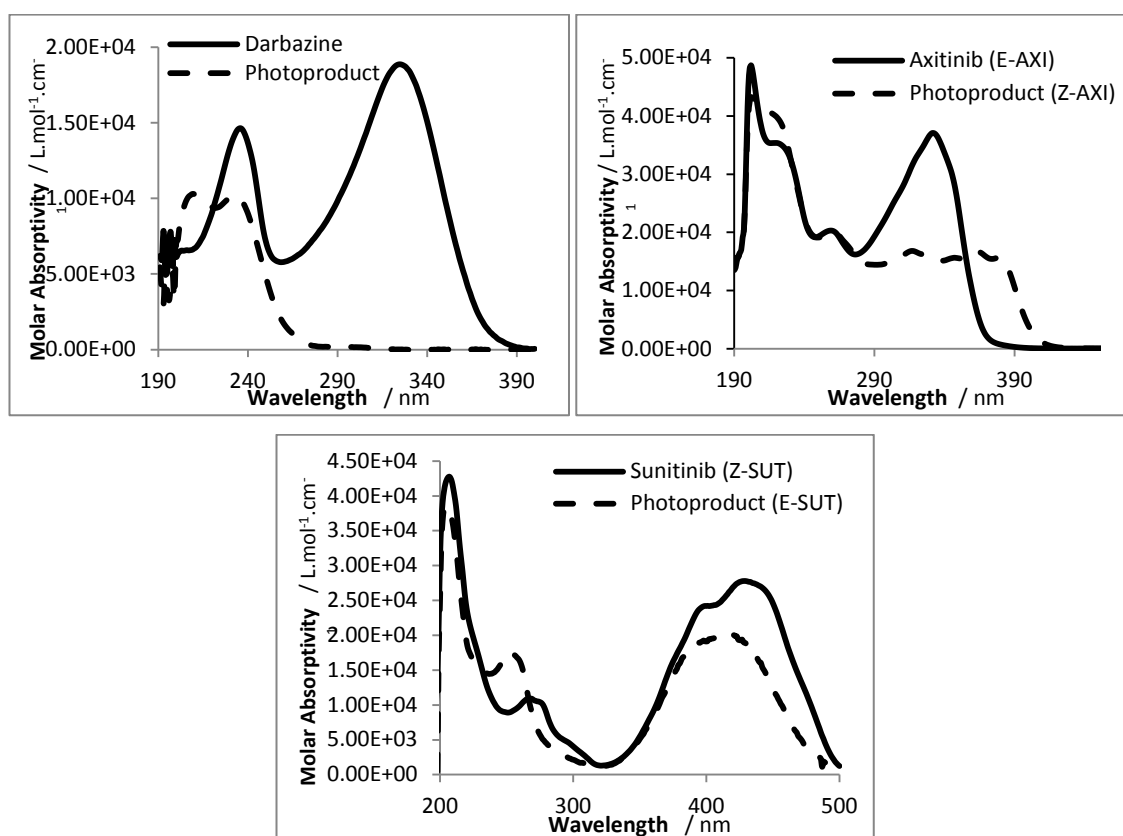 Darbazine
Photoproduct
Molar Absorptivity / L.mol-1.cm-
1
2.00E+04
1.50E+04
1.00E+04
5.00E+03
0.00E+00
190 240 290 340 390
Wavelength / nm
Axitinib (E-AXI)
Photoproduct (Z-AXI)
Molar Absorptivity / L.mol-1.cm-
1
5.00E+04
4.00E+04
3.00E+04
2.00E+04
1.00E+04
0.00E+00
190 290 390
Wavelength / nm
Sunitinib (Z-SUT)
Photoproduct (E-SUT)
Molar Absorptivity / L.mol-1.cm-
1
4.50E+04
4.00E+04
3.50E+04
3.00E+04
2.50E+04
2.00E+04
1.50E+04
1.00E+04
5.00E+03
0.00E+00
200 300 400 500
Wavelength / nm